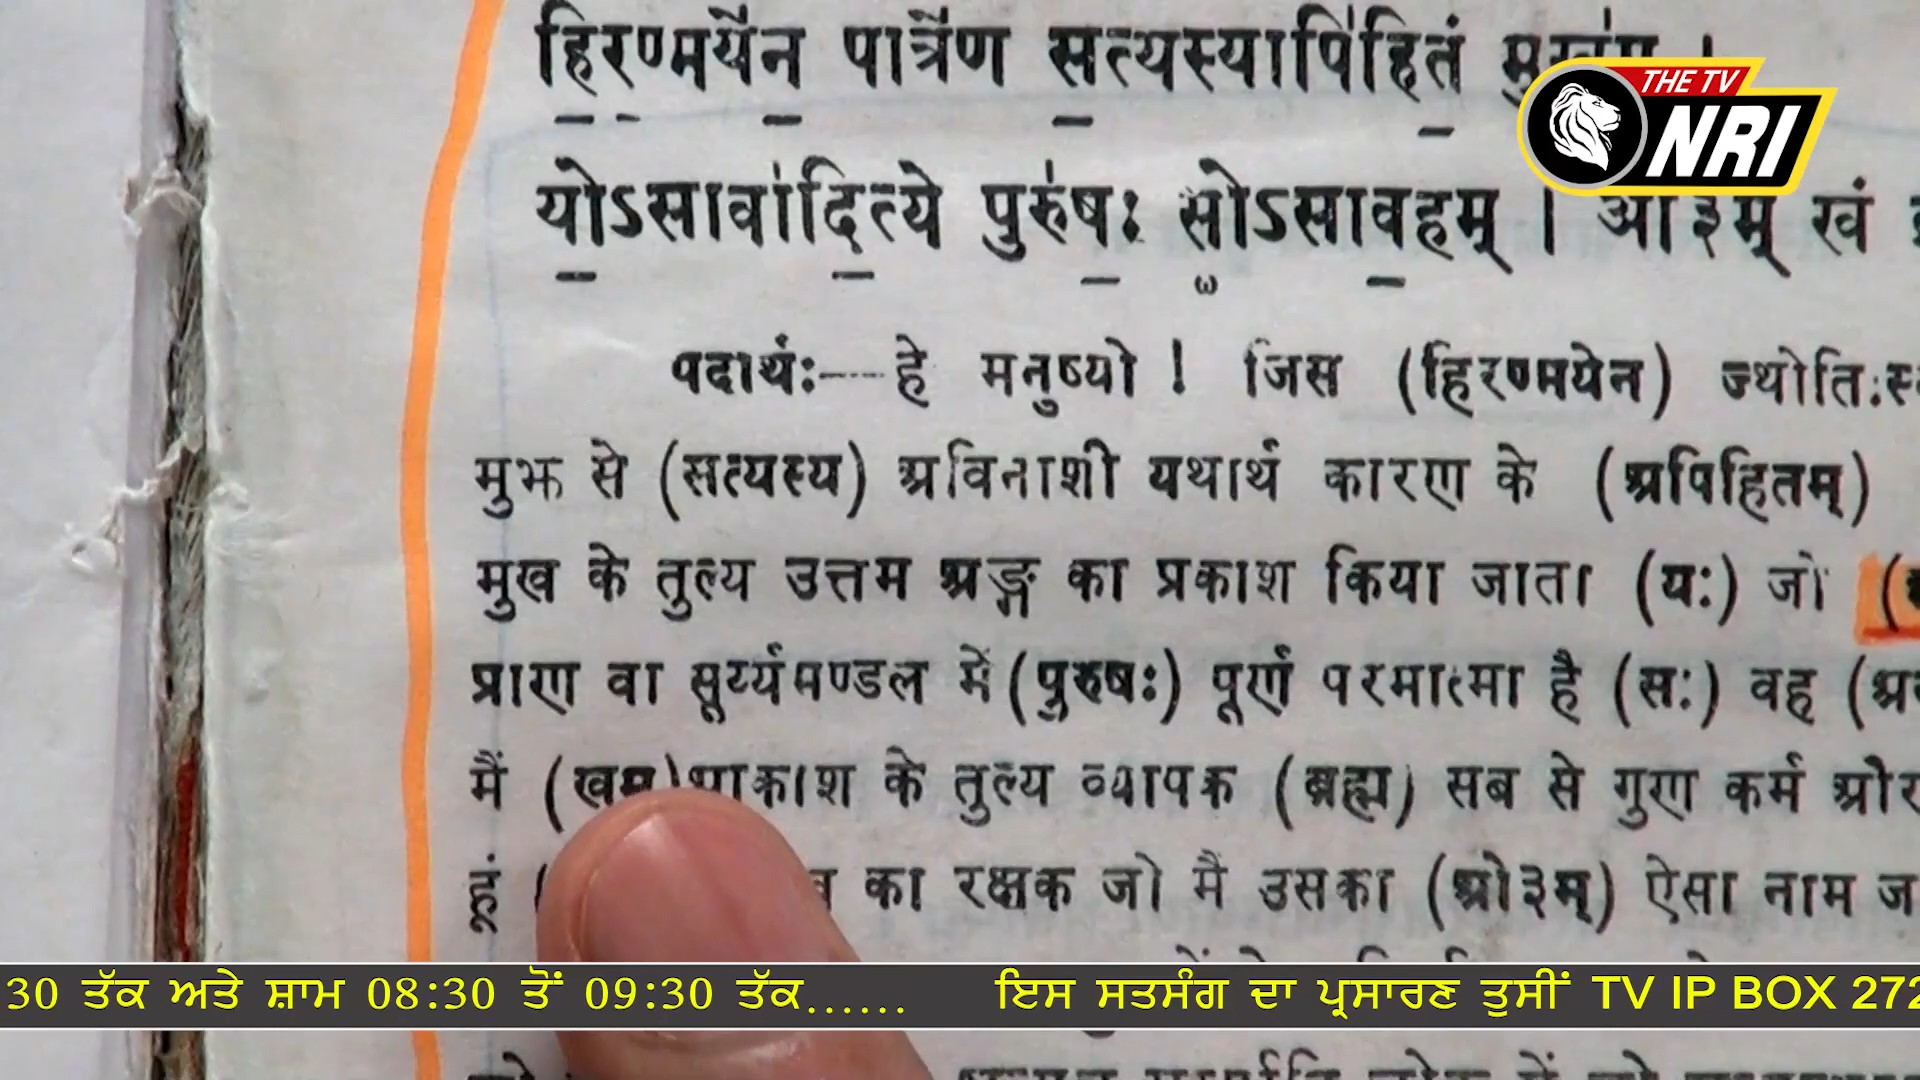 हिरण्मयेन पात्रेण सत्यस्यापिहितं
THE TV
NRI
योऽसावादित्ये पुरुषः सोऽसावहम् । ओ३म् खं
पदार्थः—हे मनुष्यो ! जिस (हिरण्मयेन)
मुझ से (सत्यस्य) अविनाशी यथार्थ कारण के (अपिहितम्)
मुख के तुल्य उत्तम अङ्ग का प्रकाश किया जाता (यः) जो
प्राण वा सूर्य्यमण्डल में (पुरुषः) पूर्ण परमात्मा है (सः) वह
मैं (खम्) आकाश के तुल्य व्यापक (ब्रह्म) सब से गुण कर्म और
हूं का रक्षक जो मैं उसका (ओ३म्) ऐसा नाम
30 ਤੱਕ ਅਤੇ ਸ਼ਾਮ 08:30 ਤੋਂ 09:30 ਤੱਕ...... ਇਸ ਸਤਸੰਗ ਦਾ ਪ੍ਰਸਾਰਣ ਤੁਸੀਂ TV IP BOX 272